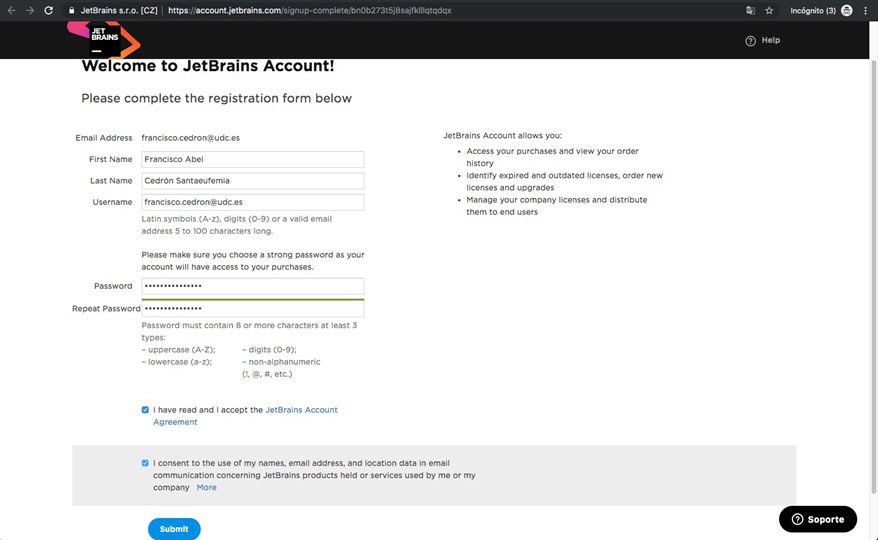 JetBrains s.r.o. [CZ] | https://account.jetbrains.com/signup-complete/bn0b273t5j8sajfklllqtqdqx
Incógnito (3)
JET
BRAINS
Help
Welcome to JetBrains Account!
Please complete the registration form below
Email Address francisco.cedron@udc.es
First Name Francisco Abel
Last Name Cedrón Santaeufemia
Username francisco.cedron@udc.es
Latin symbols (A-z), digits (0-9) or a valid email
address 5 to 100 characters long.
Please make sure you choose a strong password as your
account will have access to your purchases.
Password •••••••••••••••
Repeat Password •••••••••••••••
Password must contain 8 or more characters at least 3
types:
– uppercase (A-Z); – digits (0-9);
– lowercase (a-z); – non-alphanumeric
(!, @, #, etc.)
I have read and I accept the JetBrains Account
Agreement
I consent to the use of my names, email address, and location data in email
communication concerning JetBrains products held or services used by me or my
company More
Submit
JetBrains Account allows you:
• Access your purchases and view your order
history
• Identify expired and outdated licenses, order new
licenses and upgrades
• Manage your company licenses and distribute
them to end users
Soporte